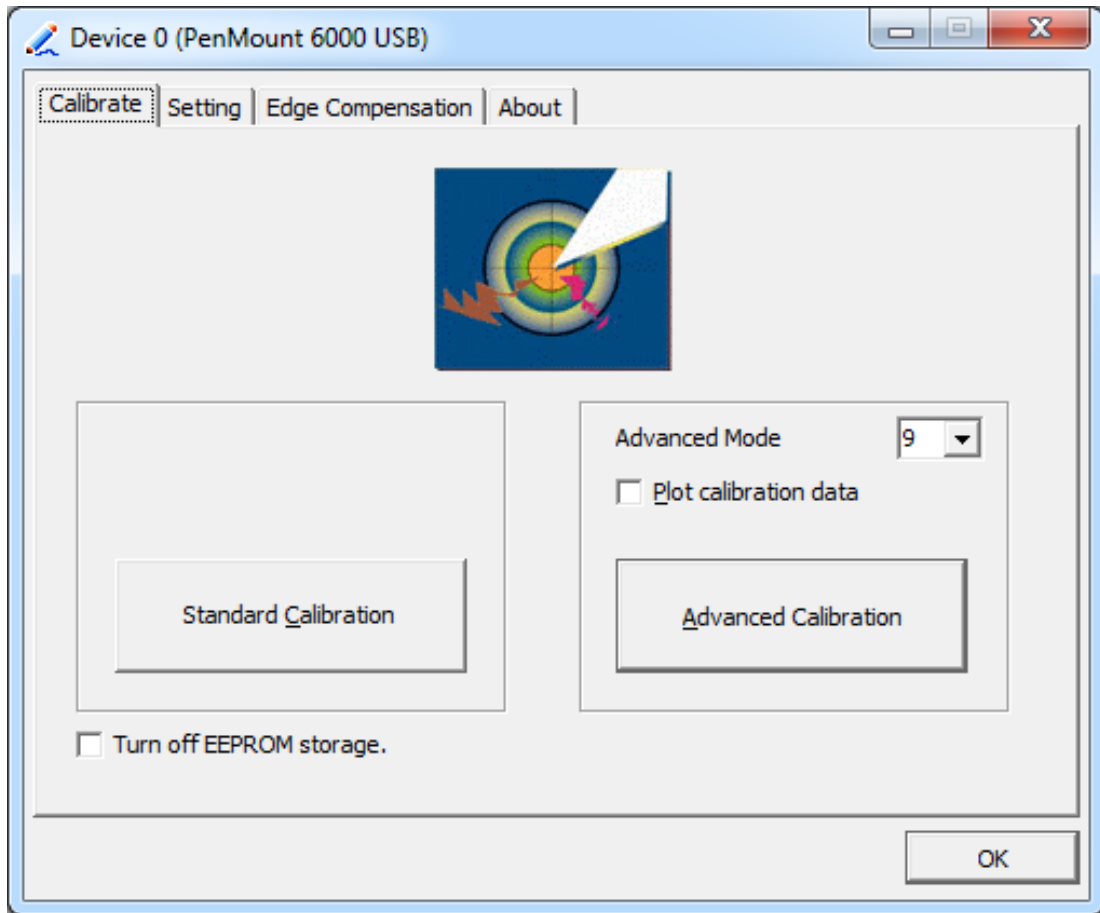 Device 0 (PenMount 6000 USB)
Calibrate Setting Edge Compensation About
Advanced Mode 9
Plot calibration data
Standard Calibration
Advanced Calibration
Turn off EEPROM storage.
OK